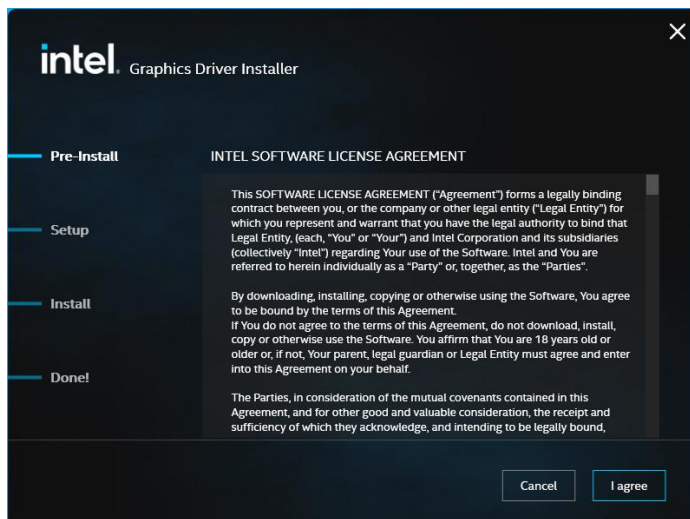 intel. Graphics Driver Installer
Pre-Install
Setup
Install
Done!
INTEL SOFTWARE LICENSE AGREEMENT
This SOFTWARE LICENSE AGREEMENT (“Agreement”) forms a legally binding
contract between you, or the company or other legal entity (“Legal Entity”) for
which you represent and warrant that you have the legal authority to bind that
Legal Entity, (each, “You” or “Your”) and Intel Corporation and its subsidiaries
(collectively “Intel”) regarding Your use of the Software. Intel and You are
referred to herein individually as a “Party” or, together, as the “Parties”.
By downloading, installing, copying or otherwise using the Software, You agree
to be bound by the terms of this Agreement.
If You do not agree to the terms of this Agreement, do not download, install,
copy or otherwise use the Software. You affirm that You are 18 years old or
older or, if not, Your parent, legal guardian or Legal Entity must agree and enter
into this Agreement on your behalf.
The Parties, in consideration of the mutual covenants contained in this
Agreement, and for other good and valuable consideration, the receipt and
sufficiency of which they acknowledge, and intending to be legally bound,
Cancel
I agree